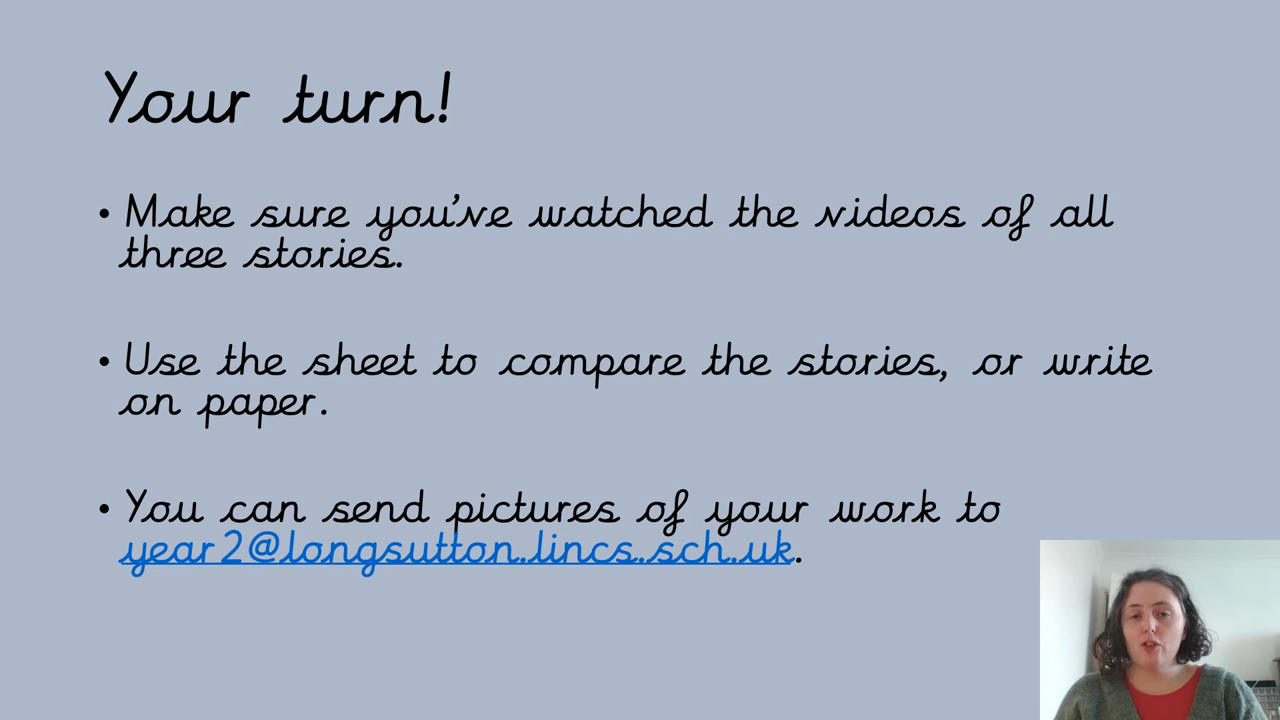 Your turn!
• Make sure you've watched the videos of all
three stories.
• Use the sheet to compare the stories, or write
on paper.
• You can send pictures of your work to
year2@longsutton.lincs.sch.uk.